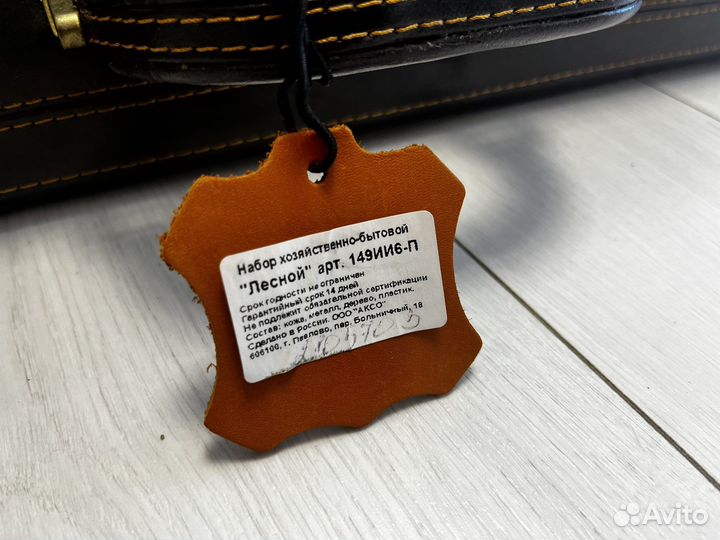 Набор хозяйственно-бытовой
"Лесной" арт. 149ИИ6-П
Срок годности не ограничен
Гарантийный срок 14 дней
Не подлежит обязательной сертификации
Состав: кожа, металл, дерево, пластик.
Сделано в России. ООО "АКСО"
606100, г. Павлово, пер. Больничный, 18
Avito